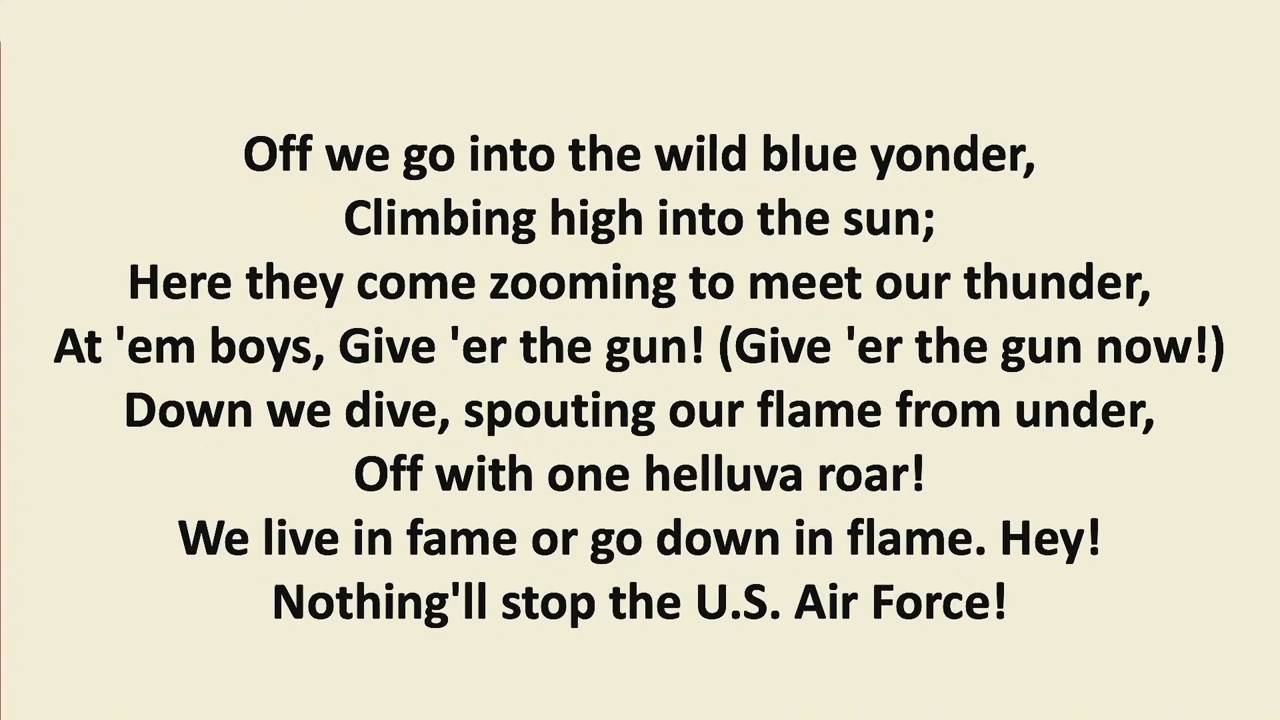 Off we go into the wild blue yonder,
Climbing high into the sun;
Here they come zooming to meet our thunder,
At 'em boys, Give 'er the gun! (Give 'er the gun now!)
Down we dive, spouting our flame from under,
Off with one helluva roar!
We live in fame or go down in flame. Hey!
Nothing'll stop the U.S. Air Force!